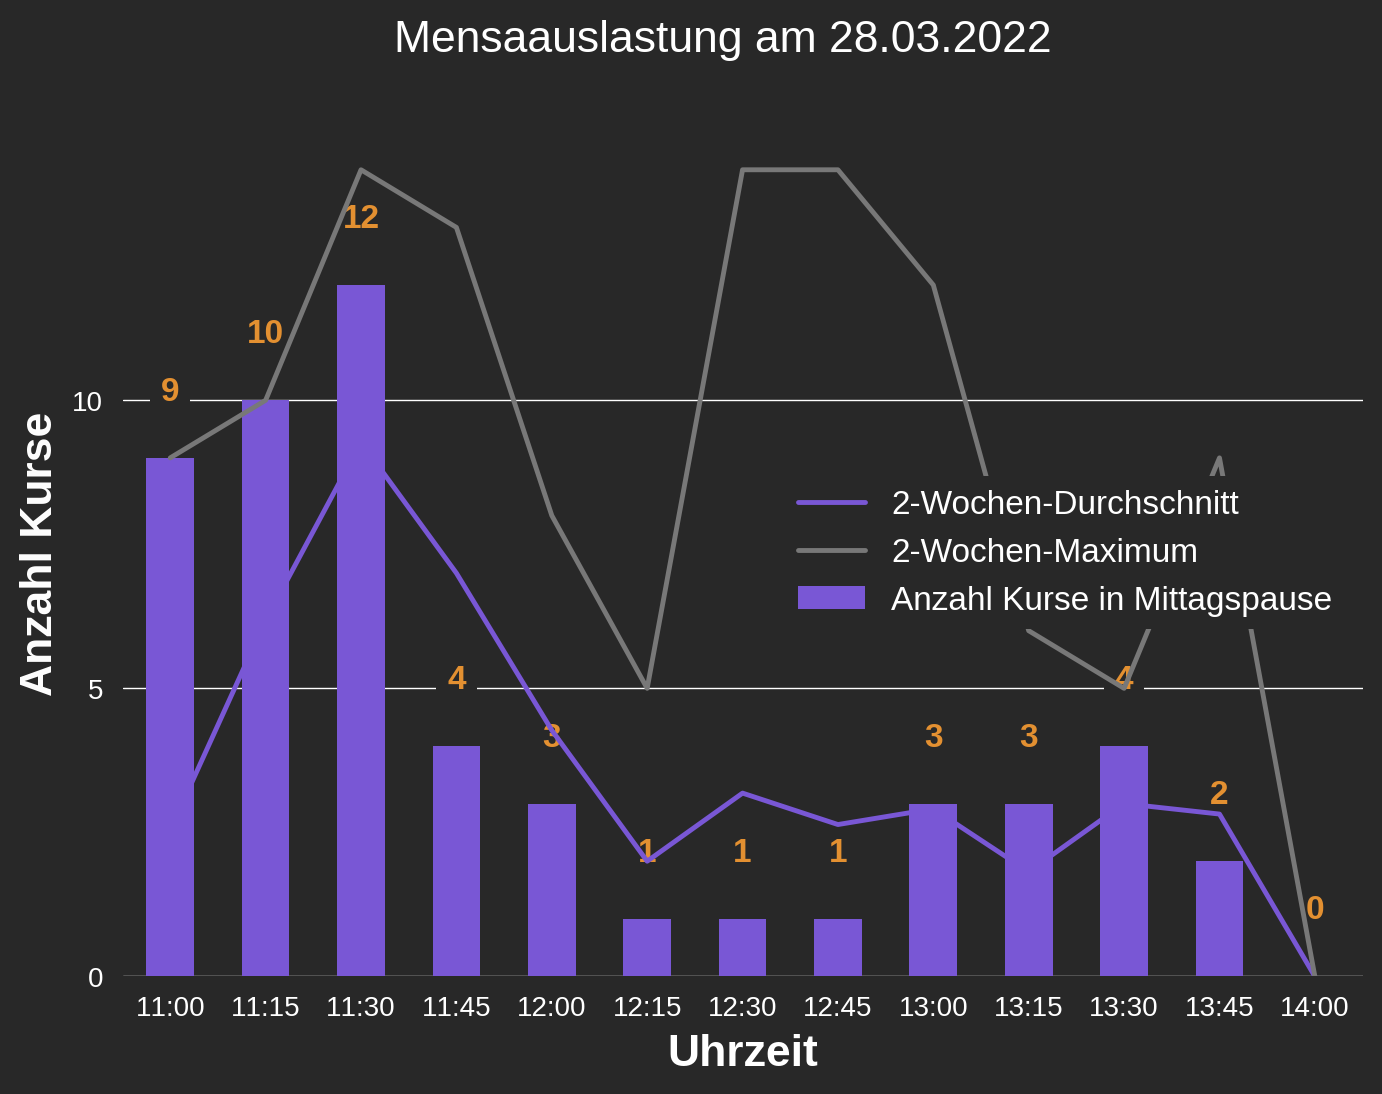 Mensaauslastung am 28.03.2022
12
10
9
10
2-Wochen-Durchschnitt
2-Wochen-Maximum
Anzahl Kurse in Mittagspause
Anzahl Kurse
5
4
4
3
3
3
2
1
1
1
0
0
11:00 11:15 11:30 11:45 12:00 12:15 12:30 12:45 13:00 13:15 13:30 13:45 14:00
Uhrzeit